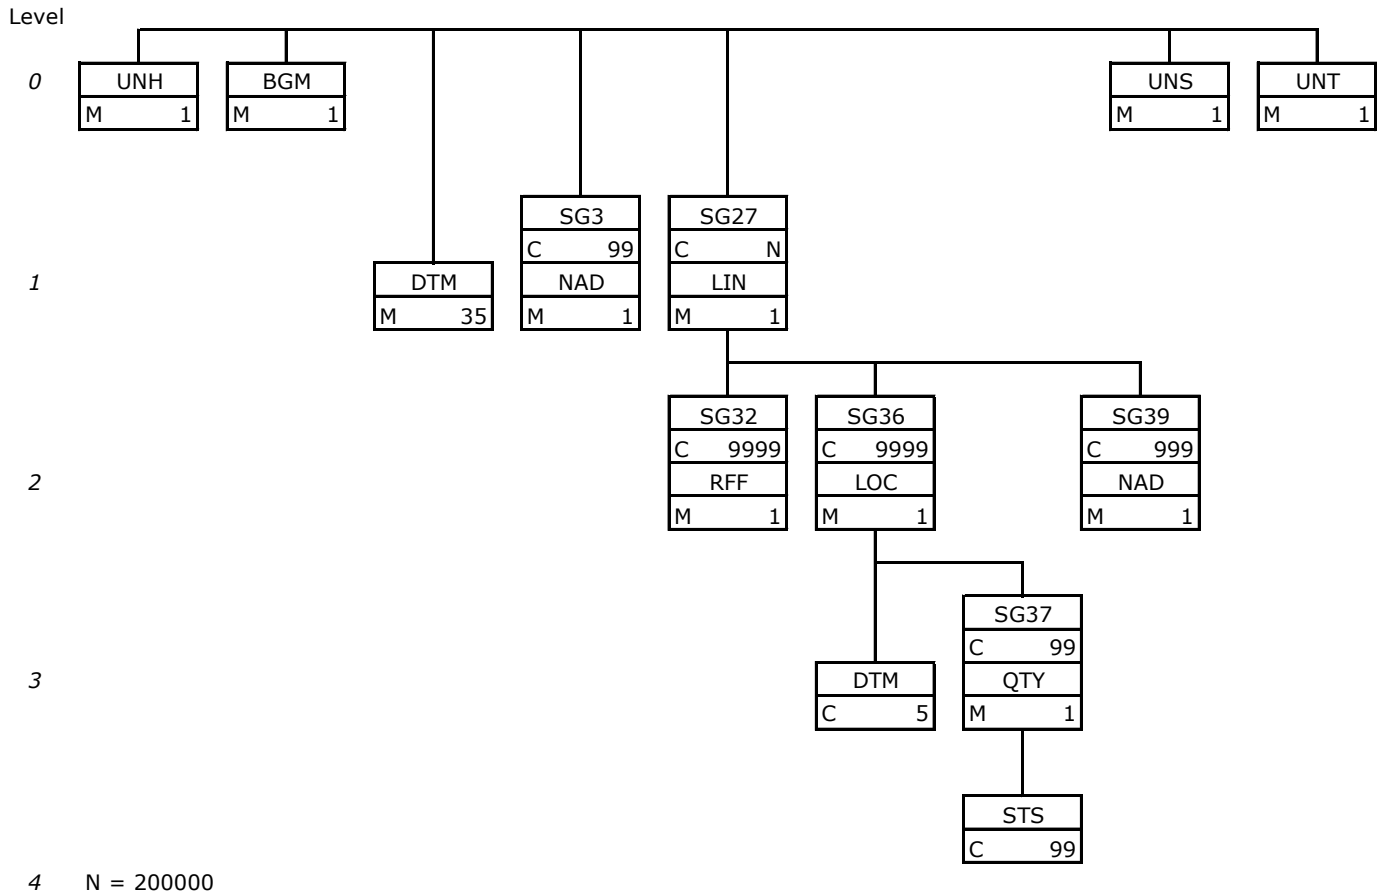 Level
0 UNH BGM UNS UNT
M 1 M 1 M 1 M 1
SG3 SG27
C 99 C N
1 DTM NAD LIN
M 35 M 1 M 1
SG32 SG36 SG39
C 9999 C 9999 C 999
2 RFF LOC NAD
M 1 M 1 M 1
SG37
C 99
3 DTM QTY
C 5 M 1
STS
C 99
4 N = 200000